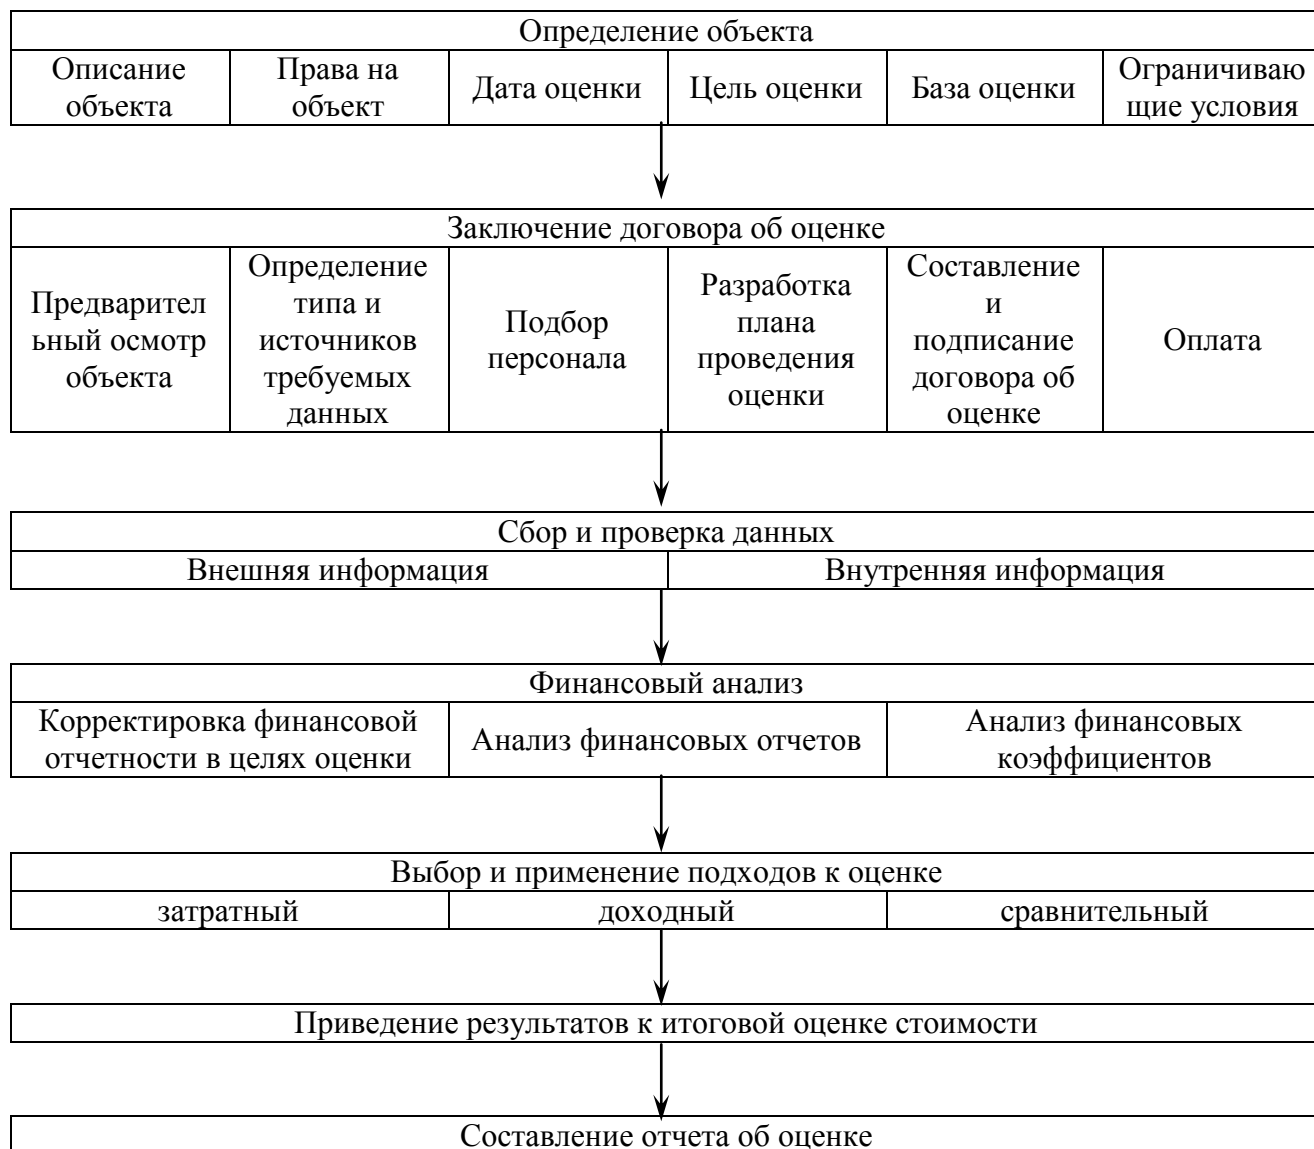 Определение объекта
Описание
объекта
Права на
объект
Дата оценки
Цель оценки
База оценки
Ограничиваю
щие условия
Заключение договора об оценке
Предварител
ьный осмотр
объекта
Определение
типа и
источников
требуемых
данных
Подбор
персонала
Разработка
плана
проведения
оценки
Составление
и
подписание
договора об
оценке
Оплата
Сбор и проверка данных
Внешняя информация
Внутренняя информация
Финансовый анализ
Корректировка финансовой
отчетности в целях оценки
Анализ финансовых отчетов
Анализ финансовых
коэффициентов
Выбор и применение подходов к оценке
затратный
доходный
сравнительный
Приведение результатов к итоговой оценке стоимости
Составление отчета об оценке